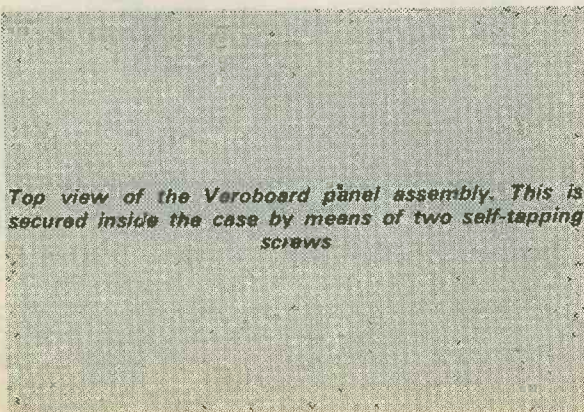 Top view of the Veroboard panel assembly. This is
secured inside the case by means of two self-tapping
screws